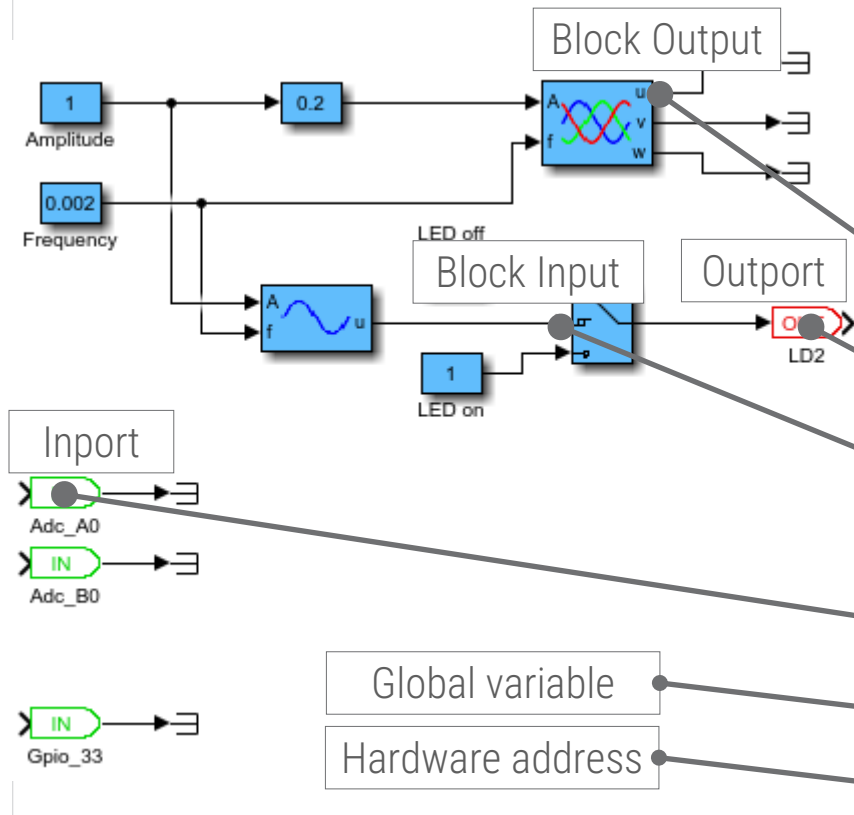 Block Output
1
Amplitude
0.2
A
f
u
v
w
0.002
Frequency
LED off
Block Input
Outport
A
f
u
LD2
1
LED on
Inport
Adc_A0
IN
Adc_B0
Global variable
IN
Gpio_33
Hardware address